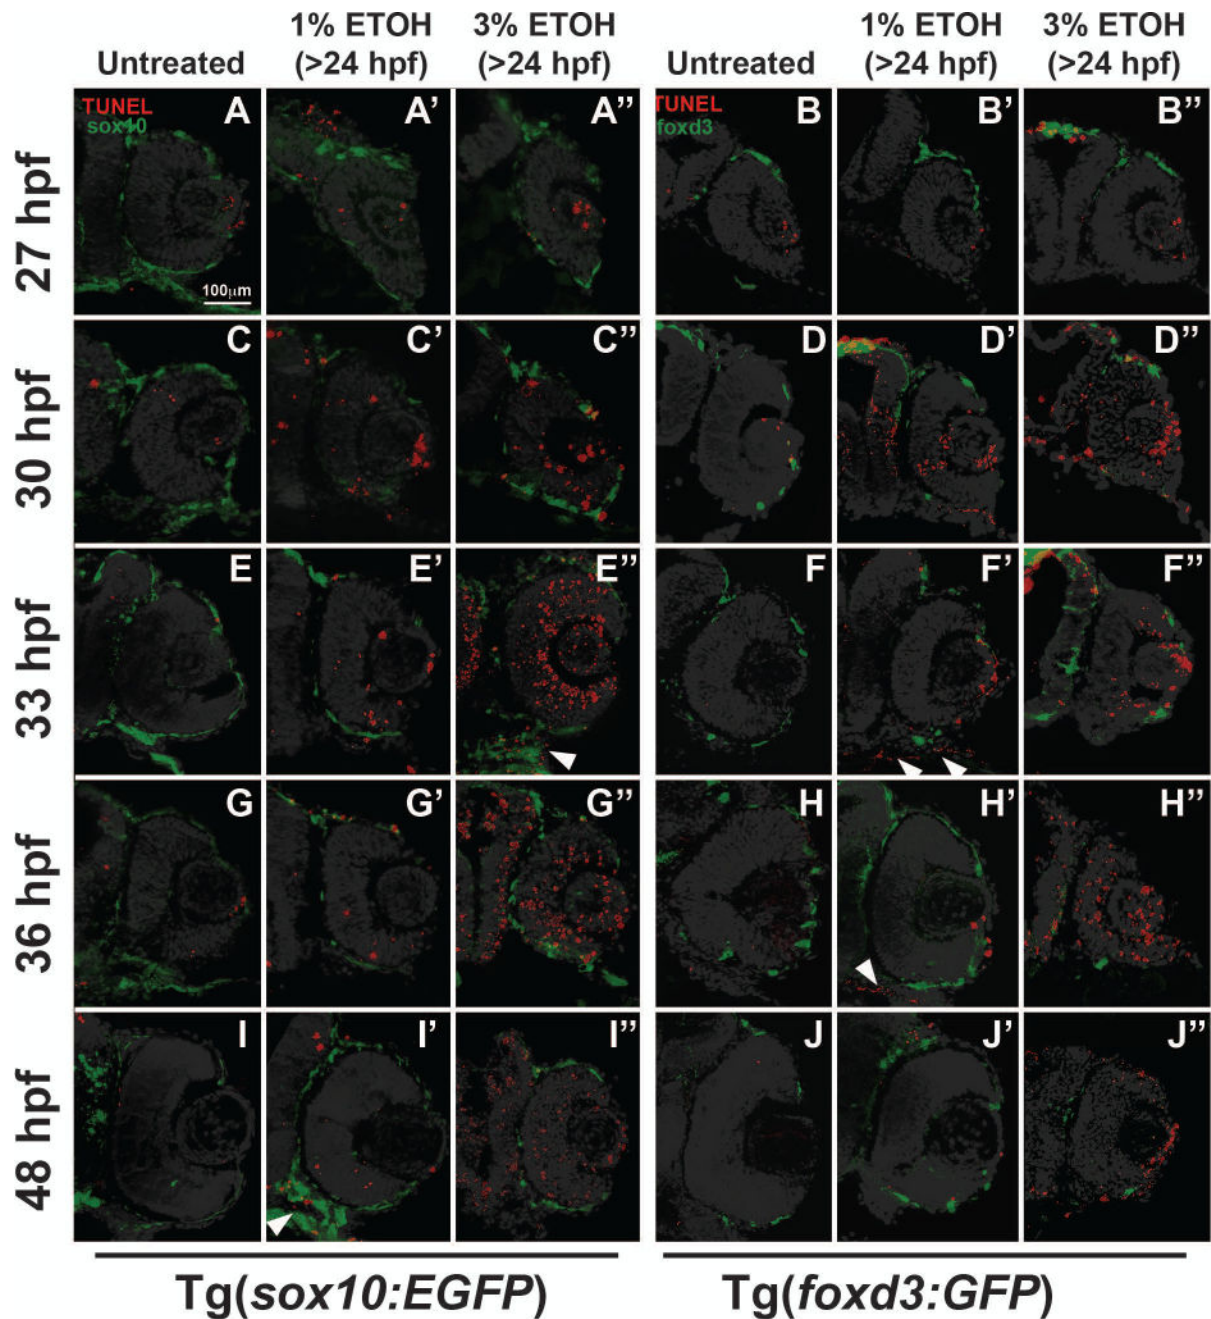 1% ETOH 3% ETOH 1% ETOH 3% ETOH
Untreated (>24 hpf) (>24 hpf) Untreated (>24 hpf) (>24 hpf)
TUNEL A A’ A” TUNEL B B’ B”
sox10 foxd3
27 hpf
100μm
C C’ C” D D’ D”
30 hpf
E E’ E” F F’ F”
33 hpf
G G’ G” H H’ H”
36 hpf
I I’ I” J J’ J”
48 hpf
Tg(sox10:EGFP) Tg(foxd3:GFP)